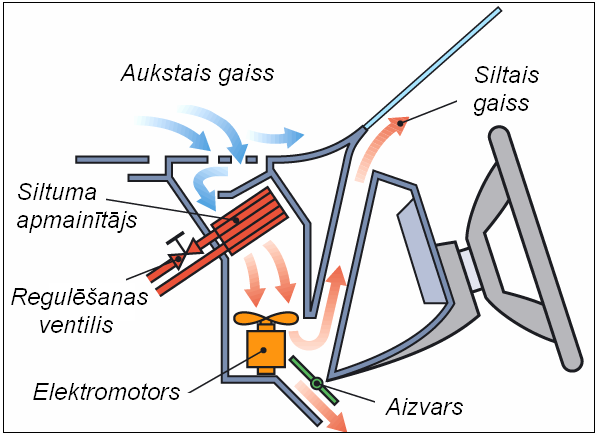 Aukstais gaiss
Siltais
gaiss
Siltuma
apmainītājs
Regulēšanas
ventilis
Elektromotors
Aizvars